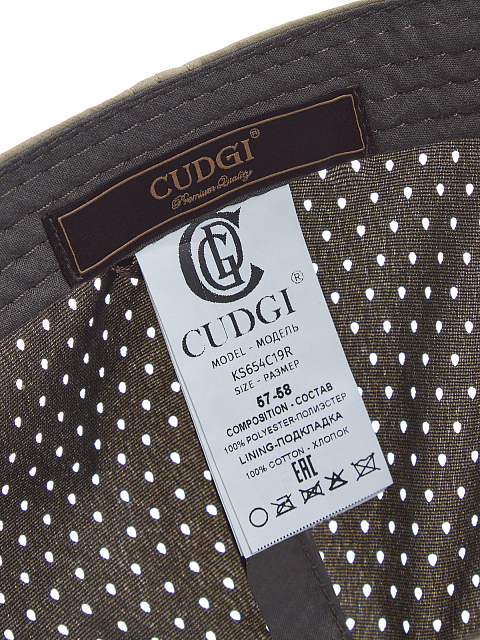 CUDGI®
Premium Quality
CDG
CUDGI®
MODEL - МОДЕЛЬ
KS654C19R
SIZE - РАЗМЕР
57-58
COMPOSITION - СОСТАВ
100% POLYESTER-ПОЛИЭСТЕР
LINING-ПОДКЛАДКА
100% COTTON - ХЛОПОК
EAC